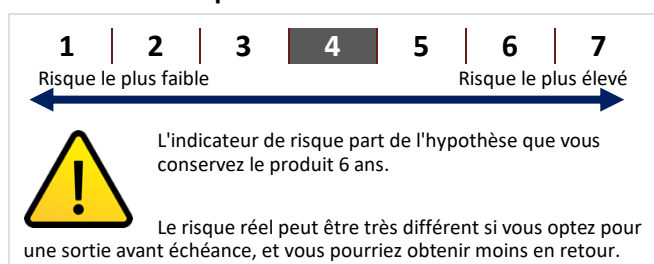 1 2 3 4 5 6 7
Risque le plus faible Risque le plus élevé
L'indicateur de risque part de l'hypothèse que vous
conservez le produit 6 ans.
Le risque réel peut être très différent si vous optez pour
une sortie avant échéance, et vous pourriez obtenir moins en retour.